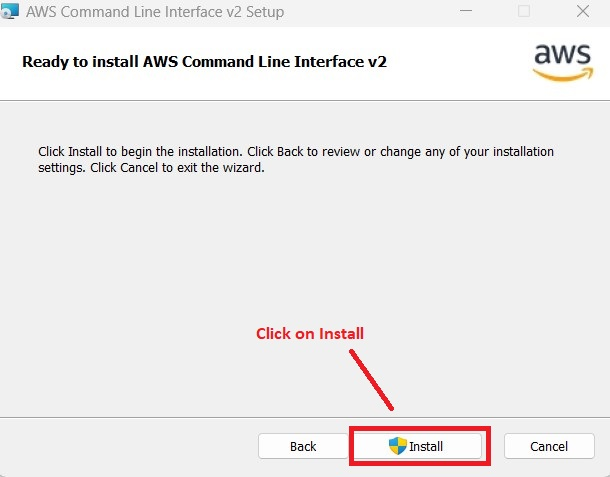 AWS Command Line Interface v2 Setup
Ready to install AWS Command Line Interface v2
aws
Click Install to begin the installation. Click Back to review or change any of your installation
settings. Click Cancel to exit the wizard.
Click on Install
Back
Install
Cancel